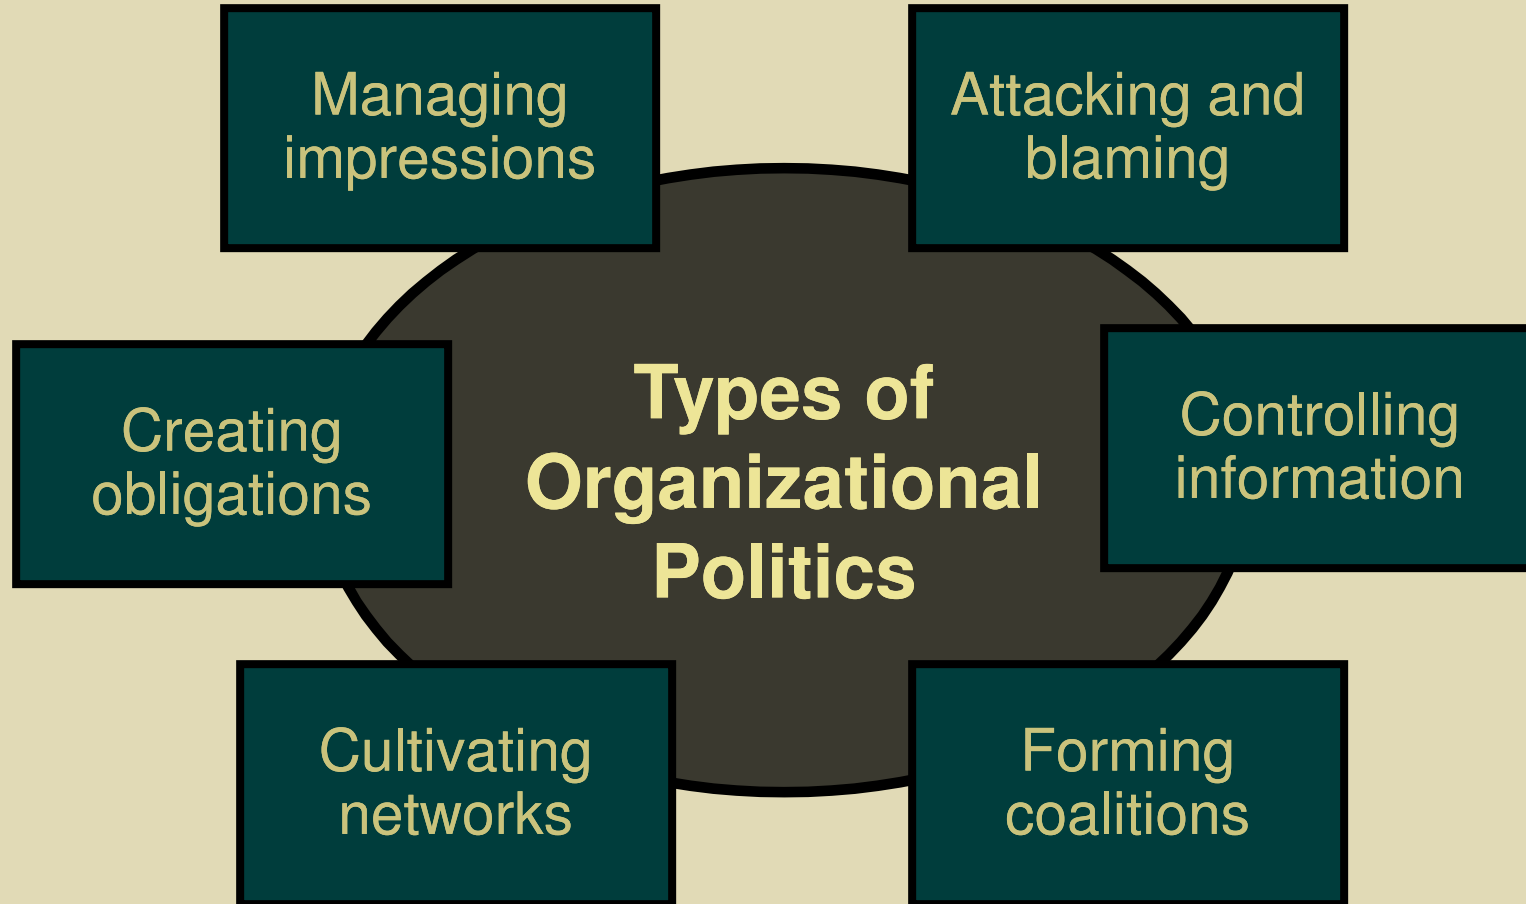 Managing
impressions
Attacking and
blaming
Creating
obligations
Types of
Organizational
Politics
Controlling
information
Cultivating
networks
Forming
coalitions